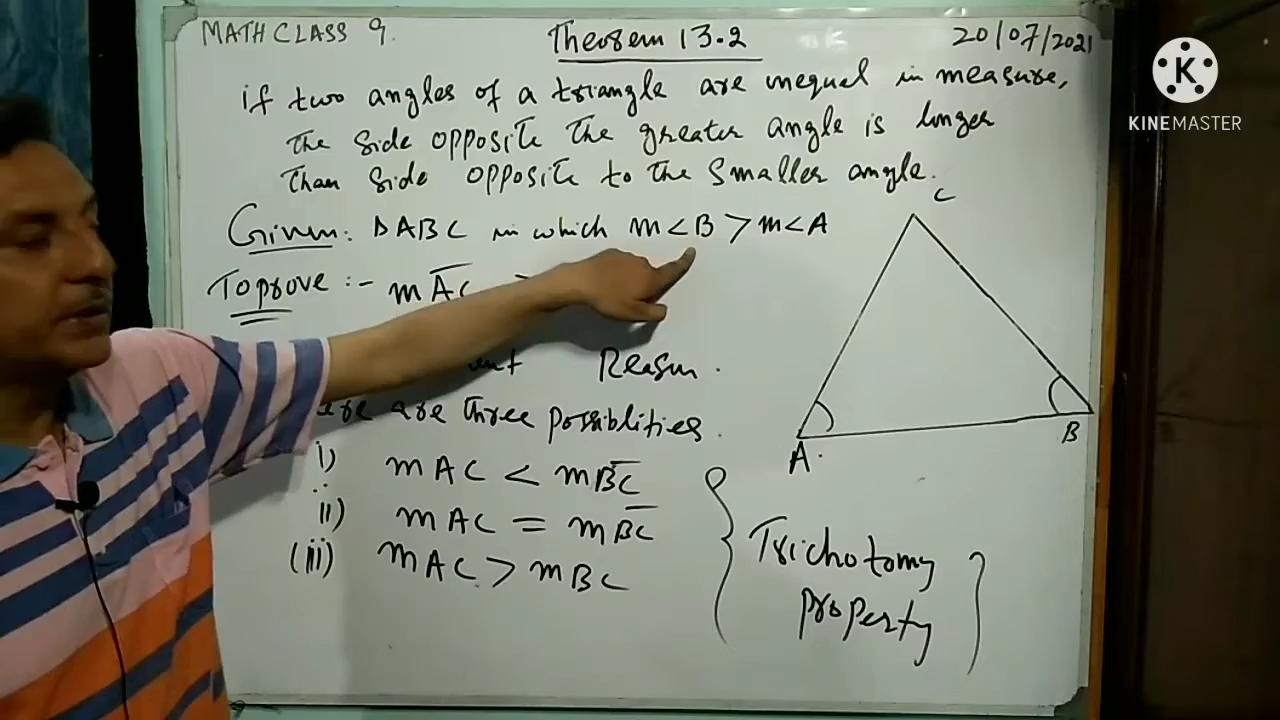 MATH CLASS 9.
Theorem 13.2
20/07/2021
if two angles of a triangle are unequal in measure,
the side opposite the greater angle is longer
than side opposite to the smaller angle.
Given: ΔABC in which m<B > m<A
To prove :- mAC
Reason.
are three possiblities.
i) mAC < mBC
ii) mAC = mBC
(iii) mAC > mBC
Trichotomy
property
C
A.
B
K
KINEMASTER